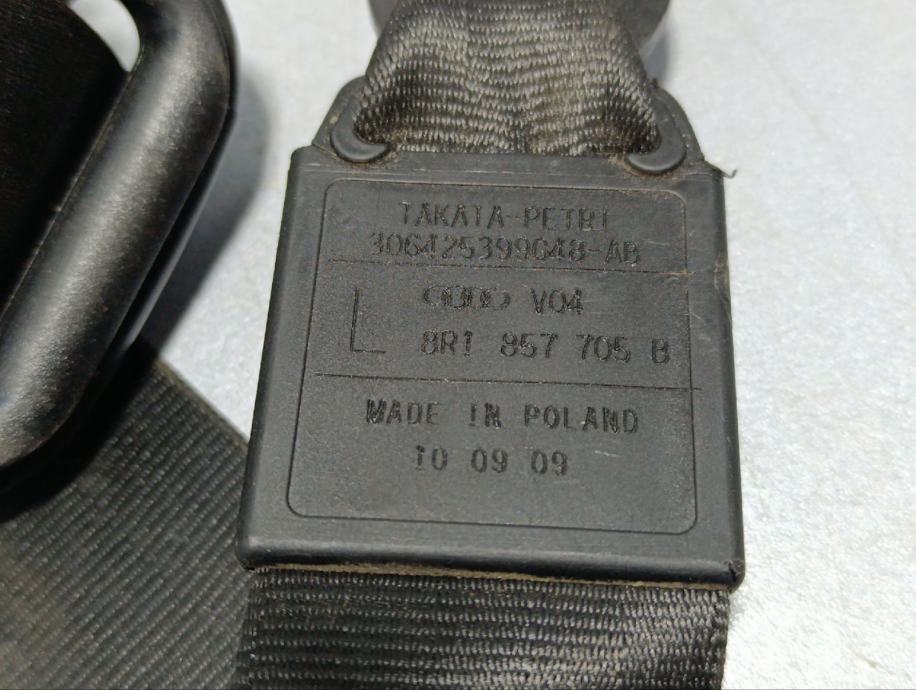 TAKATA-PETRI
306425399048-AB
V04
L 8R1 857 705 B
MADE IN POLAND
10 09 09